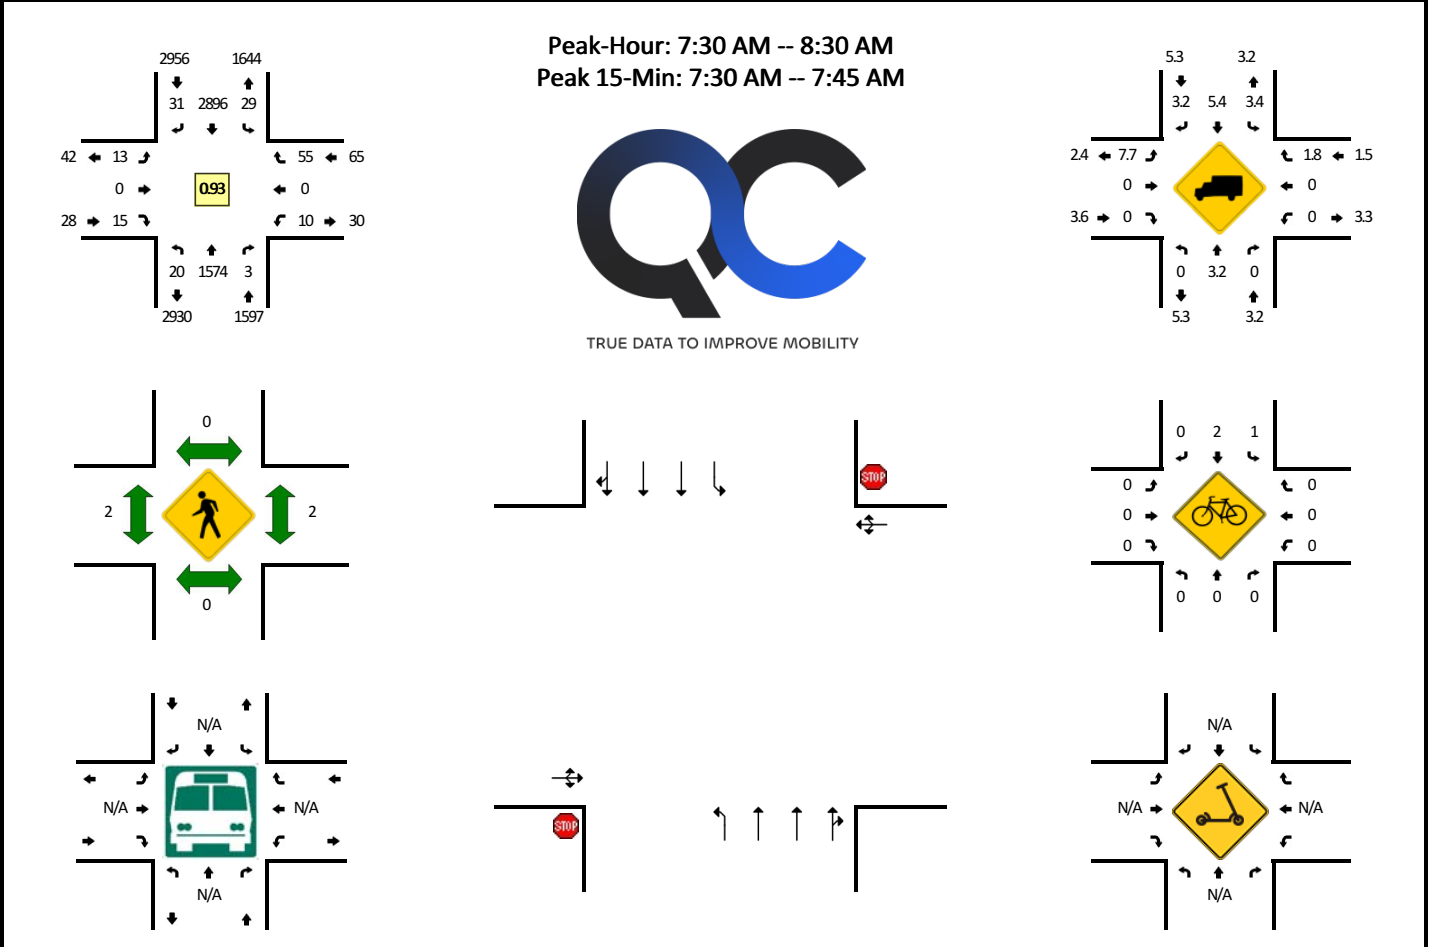 Peak-Hour: 7:30 AM -- 8:30 AM
Peak 15-Min: 7:30 AM -- 7:45 AM
2956 1644
31 2896 29
42 13 55 65
0 0.93 0
28 15 10 30
20 1574 3
2930 1597
TRUE DATA TO IMPROVE MOBILITY
5.3 3.2
3.2 5.4 3.4
2.4 7.7 1.8 1.5
0 0
3.6 0 0 3.3
0 3.2 0
5.3 3.2
0
2 2
0
STOP
STOP
0 2 1
0 0
0 0
0 0
0 0 0
N/A
N/A N/A
N/A
N/A
N/A N/A
N/A